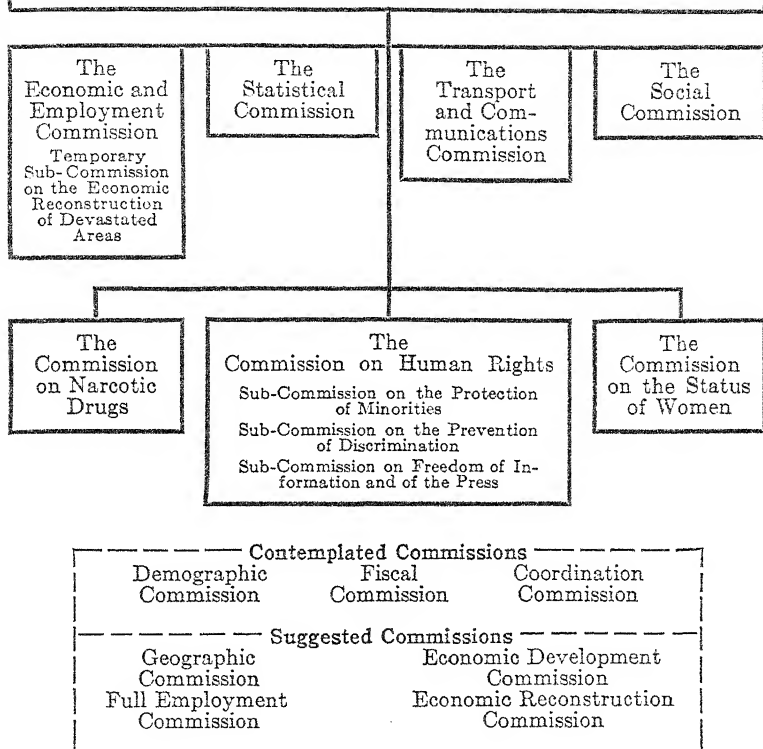 The
Economic and
Employment
Commission
Temporary
Sub-Commission
on the Economic
Reconstruction
of Devastated
Areas
The
Statistical
Commission
The
Transport
and Com-
munications
Commission
The
Social
Commission
The
Commission
on Narcotic
Drugs
The
Commission on Human Rights
Sub-Commission on the Protection
of Minorities
Sub-Commission on the Prevention
of Discrimination
Sub-Commission on Freedom of In-
formation and of the Press
The
Commission
on the Status
of Women
Contemplated Commissions
Demographic
Commission
Fiscal
Commission
Coordination
Commission
Suggested Commissions
Geographic
Commission
Economic Development
Commission
Full Employment
Commission
Economic Reconstruction
Commission